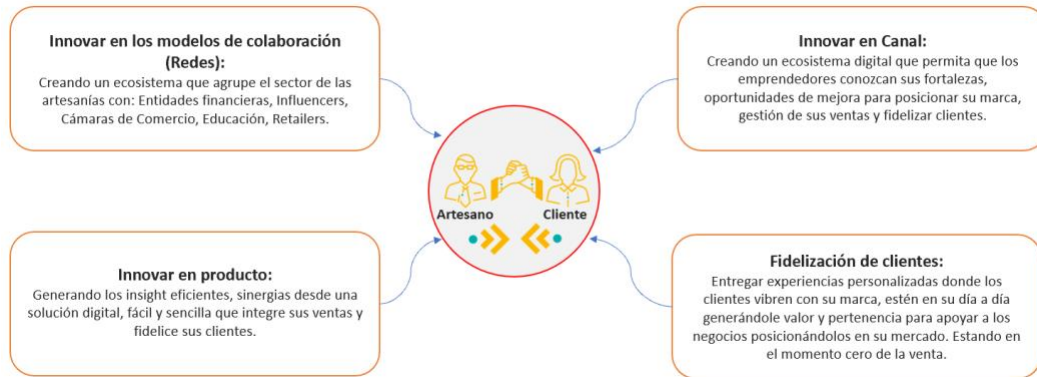 Innovar en los modelos de colaboración
(Redes):
Creando un ecosistema que agrupe el sector de las
artesanías con: Entidades financieras, Influencers,
Cámaras de Comercio, Educación, Retailers.
Innovar en Canal:
Creando un ecosistema digital que permita que los
emprendedores conozcan sus fortalezas,
oportunidades de mejora para posicionar su marca,
gestión de sus ventas y fidelizar clientes.
Artesano
Cliente
Innovar en producto:
Generando los insight eficientes, sinergias desde una
solución digital, fácil y sencilla que integre sus ventas y
fidelice sus clientes.
Fidelización de clientes:
Entregar experiencias personalizadas donde los
clientes vibren con su marca, estén en su día a día
generándole valor y pertenencia para apoyar a los
negocios posicionándolos en su mercado. Estando en
el momento cero de la venta.